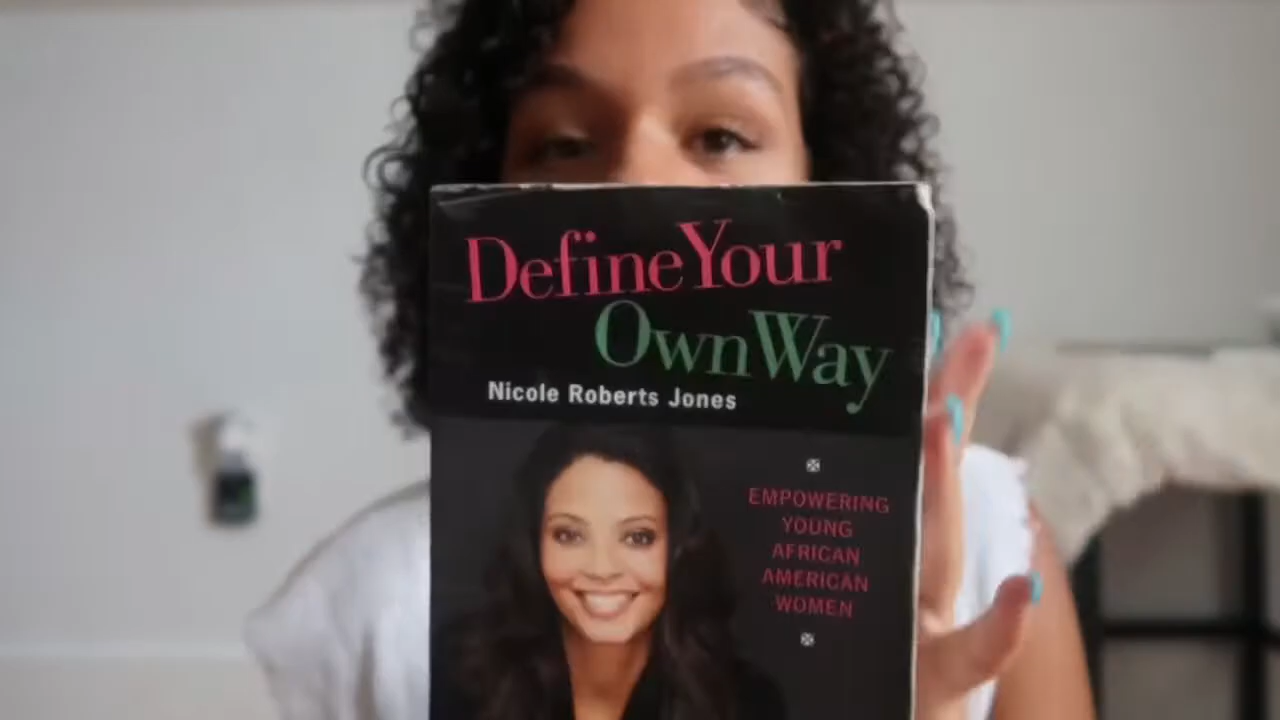 Define Your
Own Way
Nicole Roberts Jones
EMPOWERING
YOUNG
AFRICAN
AMERICAN
WOMEN